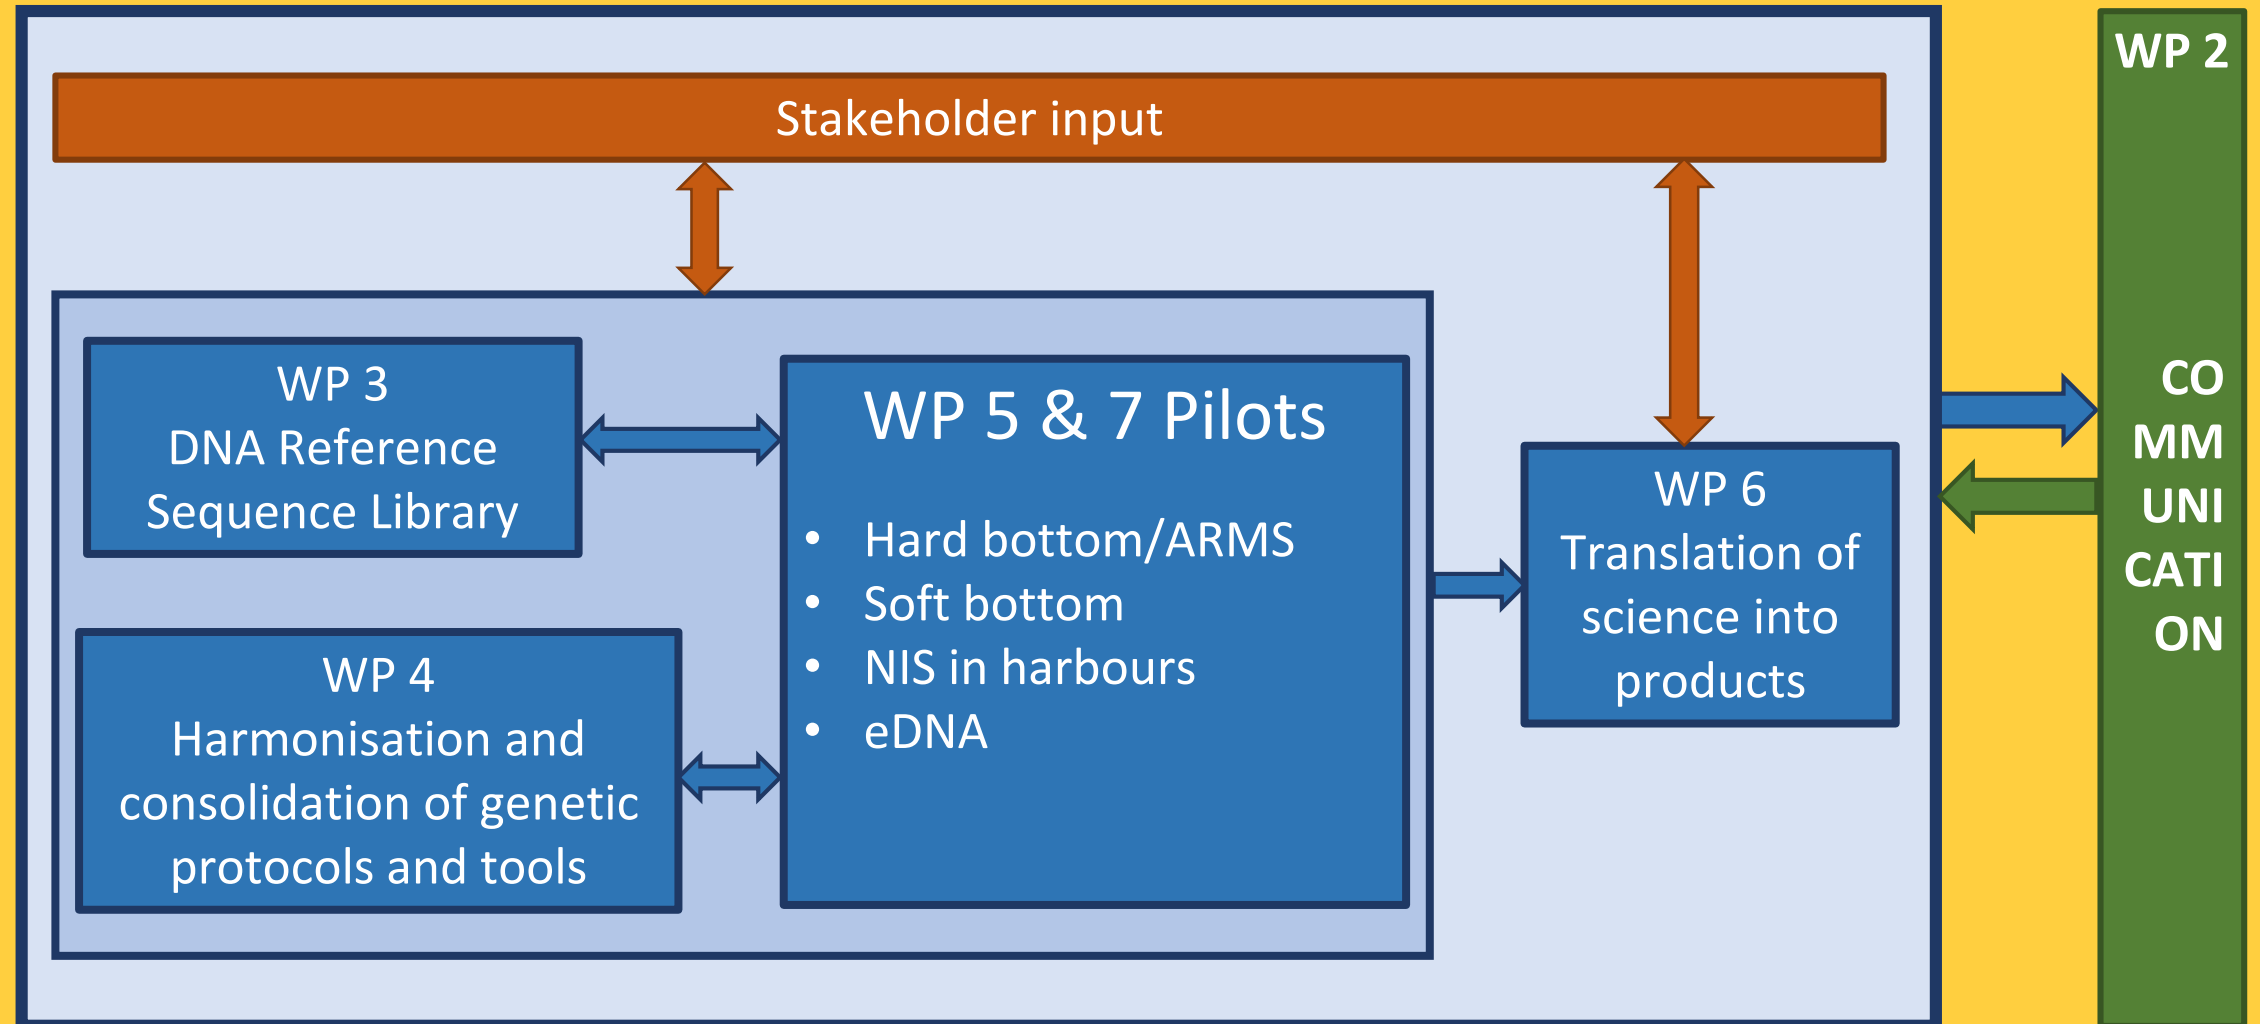 Stakeholder input
WP 3
DNA Reference
Sequence Library
WP 4
Harmonisation and
consolidation of genetic
protocols and tools
WP 5 & 7 Pilots
• Hard bottom/ARMS
• Soft bottom
• NIS in harbours
• eDNA
WP 6
Translation of
science into
products
WP 2
CO
MM
UNI
CATI
ON